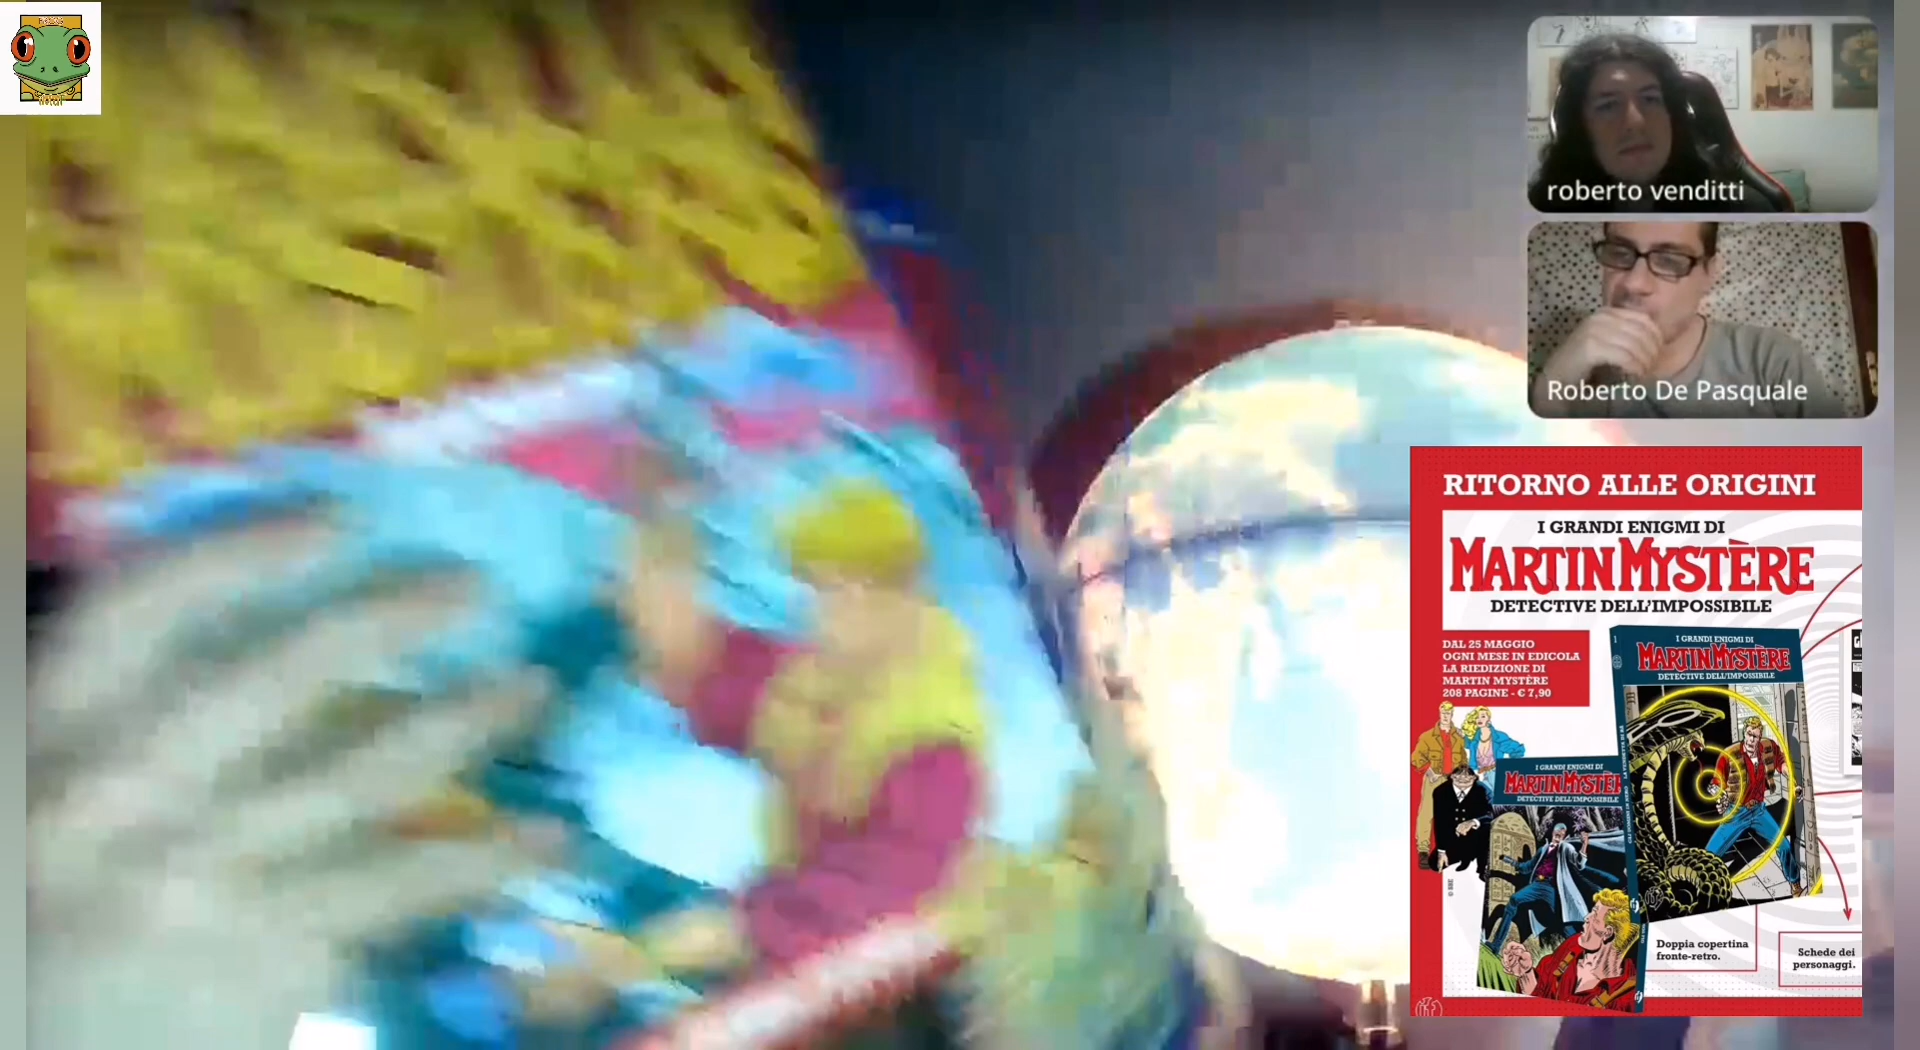 roberto venditti
Roberto De Pasquale
RITORNO ALLE ORIGINI
I GRANDI ENIGMI DI
MARTIN MYSTÈRE
DETECTIVE DELL'IMPOSSIBILE
DAL 25 MAGGIO
OGNI MESE IN EDICOLA
LA RIEDIZIONE DI
MARTIN MYSTÈRE
208 PAGINE - € 7,90
1
I GRANDI ENIGMI DI
MARTIN MYSTÈRE
DETECTIVE DELL'IMPOSSIBILE
I GRANDI ENIGMI DI
MARTIN MYSTÈR
DETECTIVE DELL'IMPOSSIBILE
Doppia copertina
fronte-retro.
Schede dei
personaggi.